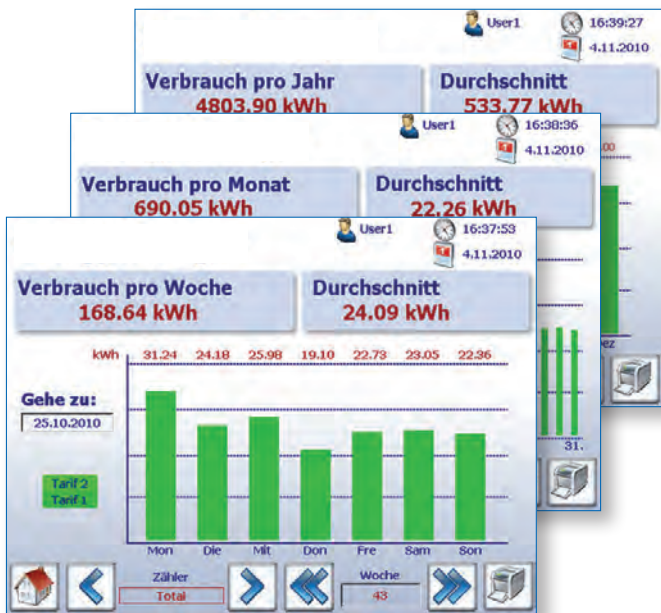 User1 16:39:27
4.11.2010
Verbrauch pro Jahr Durchschnitt
4803.90 kWh 533.77 kWh
User1 16:38:36
4.11.2010
Verbrauch pro Monat Durchschnitt
690.05 kWh 22.26 kWh
31.
User1 16:37:53
4.11.2010
Verbrauch pro Woche Durchschnitt
168.64 kWh 24.09 kWh
kWh 31.24 24.18 25.98 19.10 22.73 23.05 22.36
Gehe zu:
25.10.2010
Tarif 2
Tarif 1
Mon Die Mit Don Fre Sam Son
Zähler Woche
Total 43